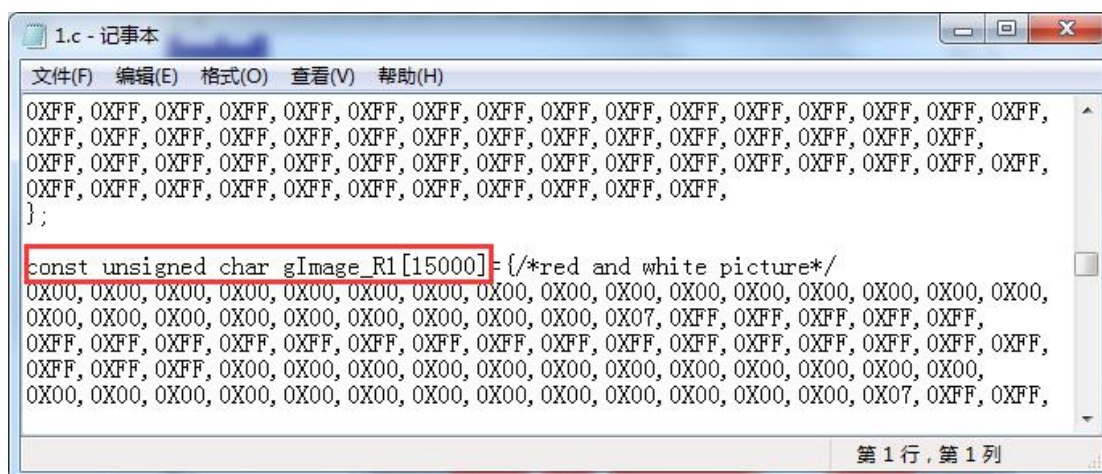 1.c - 记事本
文件(F) 编辑(E) 格式(O) 查看(V) 帮助(H)
0XFF, 0XFF, 0XFF, 0XFF, 0XFF, 0XFF, 0XFF, 0XFF, 0XFF, 0XFF, 0XFF, 0XFF, 0XFF, 0XFF, 0XFF, 0XFF,
0XFF, 0XFF, 0XFF, 0XFF, 0XFF, 0XFF, 0XFF, 0XFF, 0XFF, 0XFF, 0XFF, 0XFF, 0XFF, 0XFF, 0XFF,
0XFF, 0XFF, 0XFF, 0XFF, 0XFF, 0XFF, 0XFF, 0XFF, 0XFF, 0XFF, 0XFF, 0XFF, 0XFF, 0XFF, 0XFF, 0XFF,
0XFF, 0XFF, 0XFF, 0XFF, 0XFF, 0XFF, 0XFF, 0XFF, 0XFF, 0XFF, 0XFF,
};
const unsigned char gImage_R1[15000]={/*red and white picture*/
0X00, 0X00, 0X00, 0X00, 0X00, 0X00, 0X00, 0X00, 0X00, 0X00, 0X00, 0X00, 0X00, 0X00, 0X00, 0X00,
0X00, 0X00, 0X00, 0X00, 0X00, 0X00, 0X00, 0X00, 0X00, 0X07, 0XFF, 0XFF, 0XFF, 0XFF, 0XFF,
0XFF, 0XFF, 0XFF, 0XFF, 0XFF, 0XFF, 0XFF, 0XFF, 0XFF, 0XFF, 0XFF, 0XFF, 0XFF, 0XFF, 0XFF, 0XFF,
0XFF, 0XFF, 0XFF, 0X00, 0X00, 0X00, 0X00, 0X00, 0X00, 0X00, 0X00, 0X00, 0X00, 0X00, 0X00,
0X00, 0X00, 0X00, 0X00, 0X00, 0X00, 0X00, 0X00, 0X00, 0X00, 0X00, 0X00, 0X00, 0X07, 0XFF, 0XFF,
第 1 行，第 1 列